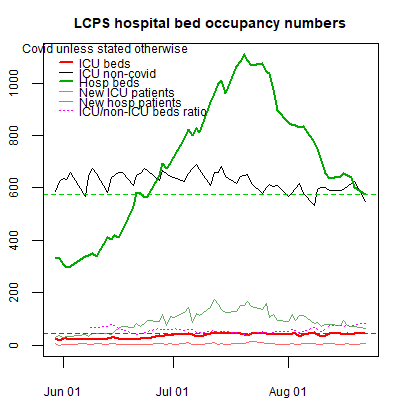 LCPS hospital bed occupancy numbers
Covid unless stated otherwise
ICU beds
ICU non-covid
Hosp beds
New ICU patients
New hosp patients
ICU/non-ICU beds ratio
1000
800
600
400
200
0
Jun 01 Jul 01 Aug 01